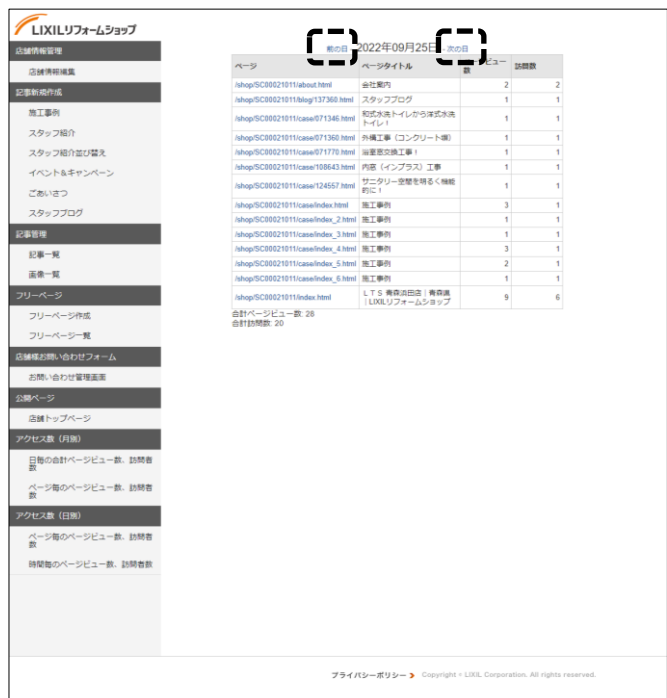 LIXILリフォームショップ
店舗情報管理
店舗情報編集
記事新規作成
施工事例
スタッフ紹介
スタッフ紹介並び替え
イベント&キャンペーン
ごあいさつ
スタッフブログ
記事管理
記事一覧
画像一覧
フリーページ
フリーページ作成
フリーページ一覧
店舗様お問い合わせフォーム
お問い合わせ管理画面
公開ページ
店舗トップページ
アクセス数（月別）
日毎の合計ページビュー数、訪問者
数
ページ毎のページビュー数、訪問者
数
アクセス数（日別）
ページ毎のページビュー数、訪問者
数
時間毎のページビュー数、訪問者数
前の日 2022年09月25日 - 次の日
ページ ページタイトル ページビュー数 訪問数
/shop/SC00021011/about.html 会社案内 2 2
/shop/SC00021011/blog/137360.html スタッフブログ 1 1
/shop/SC00021011/case/071346.html 和式水洗トイレから洋式水洗トイレ！ 1 1
/shop/SC00021011/case/071360.html 外構工事（コンクリート塀） 1 1
/shop/SC00021011/case/071770.html 浴室窓交換工事！ 1 1
/shop/SC00021011/case/108643.html 内窓（インプラス）工事 1 1
/shop/SC00021011/case/124557.html サニタリー空間を明るく機能的に！ 1 1
/shop/SC00021011/case/index.html 施工事例 3 1
/shop/SC00021011/case/index_2.html 施工事例 1 1
/shop/SC00021011/case/index_3.html 施工事例 1 1
/shop/SC00021011/case/index_4.html 施工事例 3 1
/shop/SC00021011/case/index_5.html 施工事例 2 1
/shop/SC00021011/case/index_6.html 施工事例 1 1
/shop/SC00021011/index.html ＬＴＳ 青森浜田店｜青森県｜LIXILリフォームショップ 9 6
合計ページビュー数: 28
合計訪問数: 20
プライバシーポリシー Copyright © LIXIL Corporation. All rights reserved.